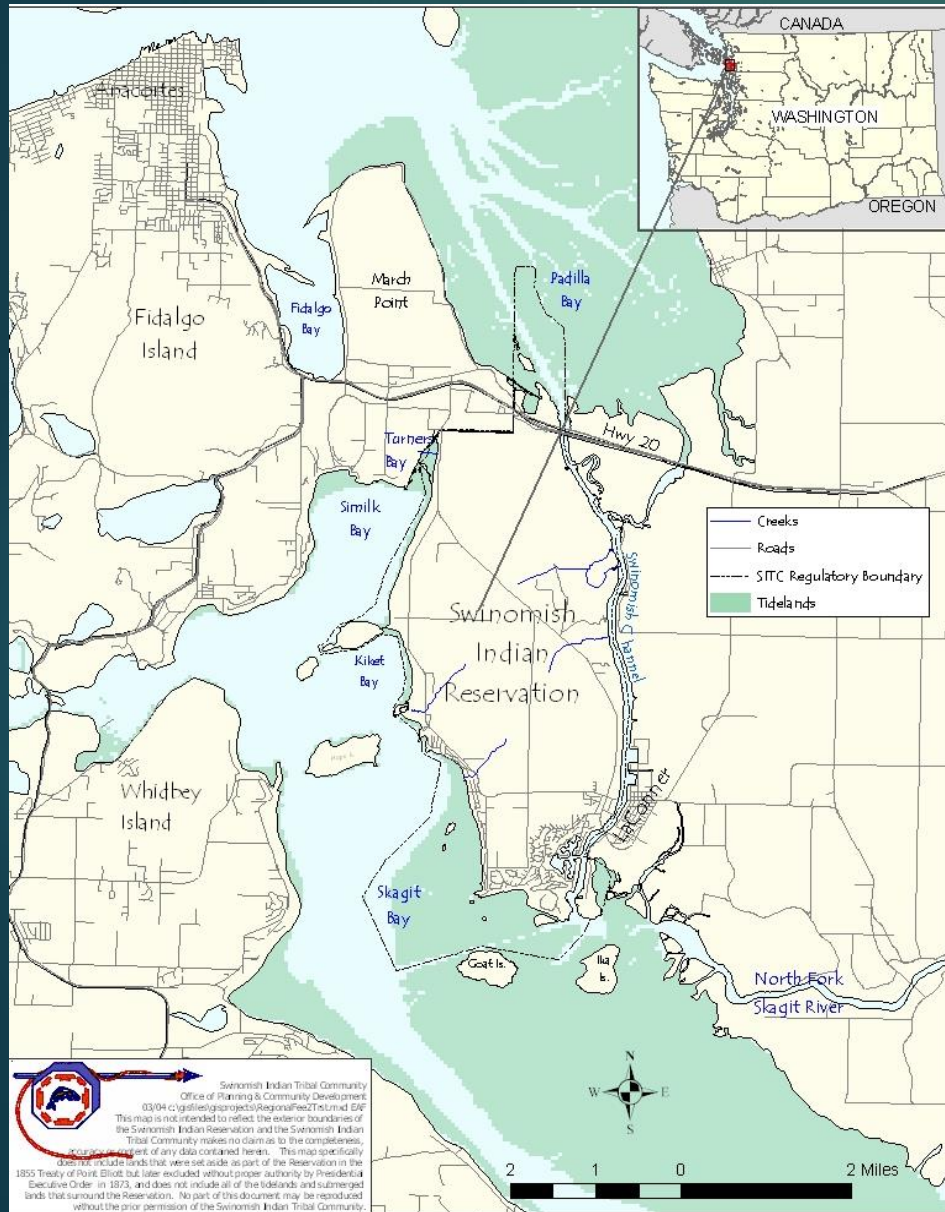 CANADA
WASHINGTON
OREGON
Anacortes
March
Point
Padilla
Bay
Fidalgo
Bay
Fidalgo
Island
Hwy 20
Turners
Bay
Similk
Bay
Creeks
Roads
SITC Regulatory Boundary
Tidelands
Swinomish Channel
Swinomish
Indian
Reservation
Kiket
Bay
Whidbey
Island
LaConner
Skagit
Bay
Goat Is.
Ika
Is.
North Fork
Skagit River
N
W E
S
2 1 0 2 Miles
Swinomish Indian Tribal Community
Office of Planning & Community Development
03/04 c:\gisfiles\gisprojects\RegionalFee2Trst.mxd EAF
This map is not intended to reflect the exterior boundaries of
the Swinomish Indian Reservation and the Swinomish Indian
Tribal Community makes no claim as to the completeness,
accuracy or content of any data contained herein. This map specifically
does not include lands that were set aside as part of the Reservation in the
1855 Treaty of Point Elliott but later excluded without proper authority by Presidential
Executive Order in 1873, and does not include all of the tidelands and submerged
lands that surround the Reservation. No part of this document may be reproduced
without the prior permission of the Swinomish Indian Tribal Community.